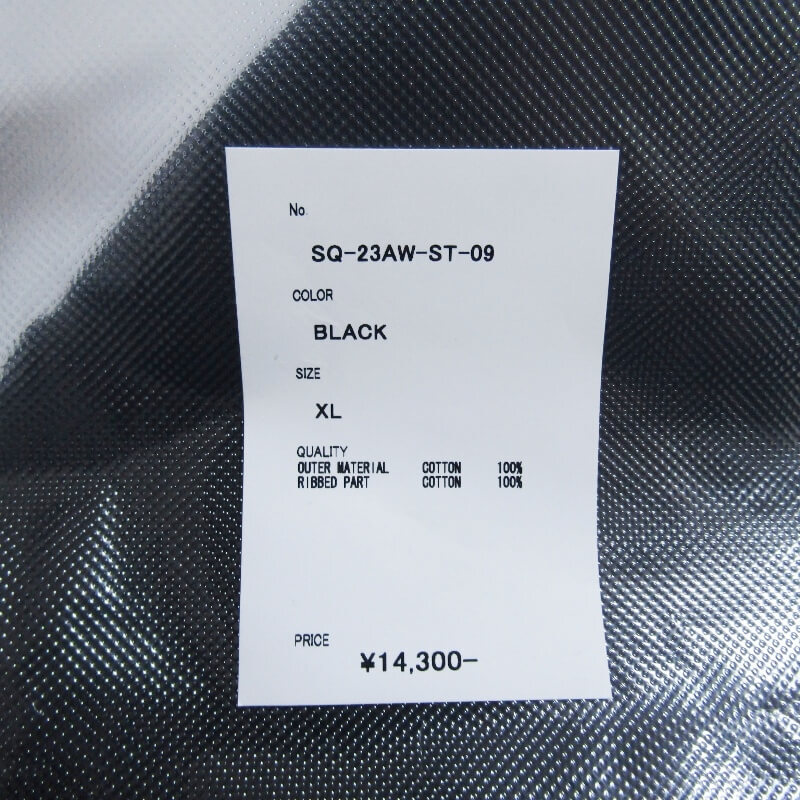 No.
SQ-23AW-ST-09
COLOR
BLACK
SIZE
XL
QUALITY
OUTER MATERIAL COTTON 100%
RIBBED PART COTTON 100%
PRICE
¥14,300-